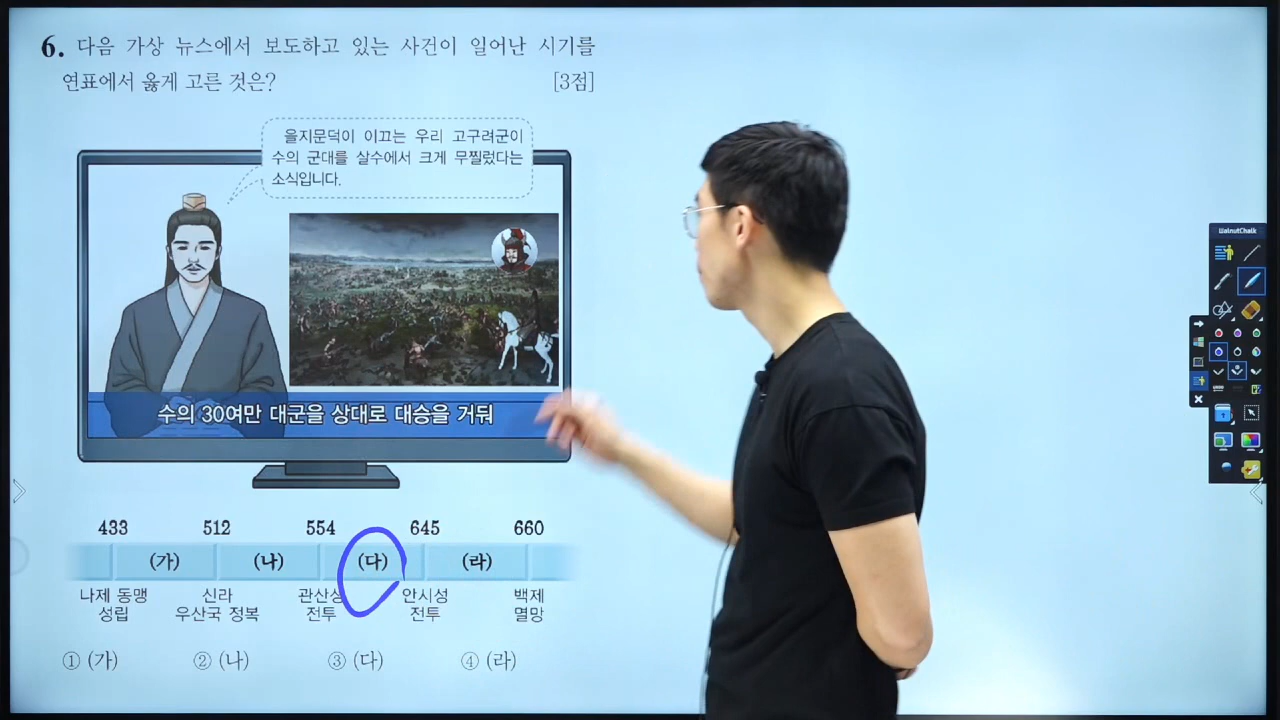 6. 다음 가상 뉴스에서 보도하고 있는 사건이 일어난 시기를
연표에서 옳게 고른 것은? [3점]
을지문덕이 이끄는 우리 고구려군이
수의 군대를 살수에서 크게 무찔렀다는
소식입니다.
수의 30여만 대군을 상대로 대승을 거둬
433 512 554 645 660
(가) (나) (다) (라)
나제 동맹 신라 관산성 안시성 백제
성립 우산국 정복 전투 전투 멸망
① (가) ② (나) ③ (다) ④ (라)
WalnutChalk